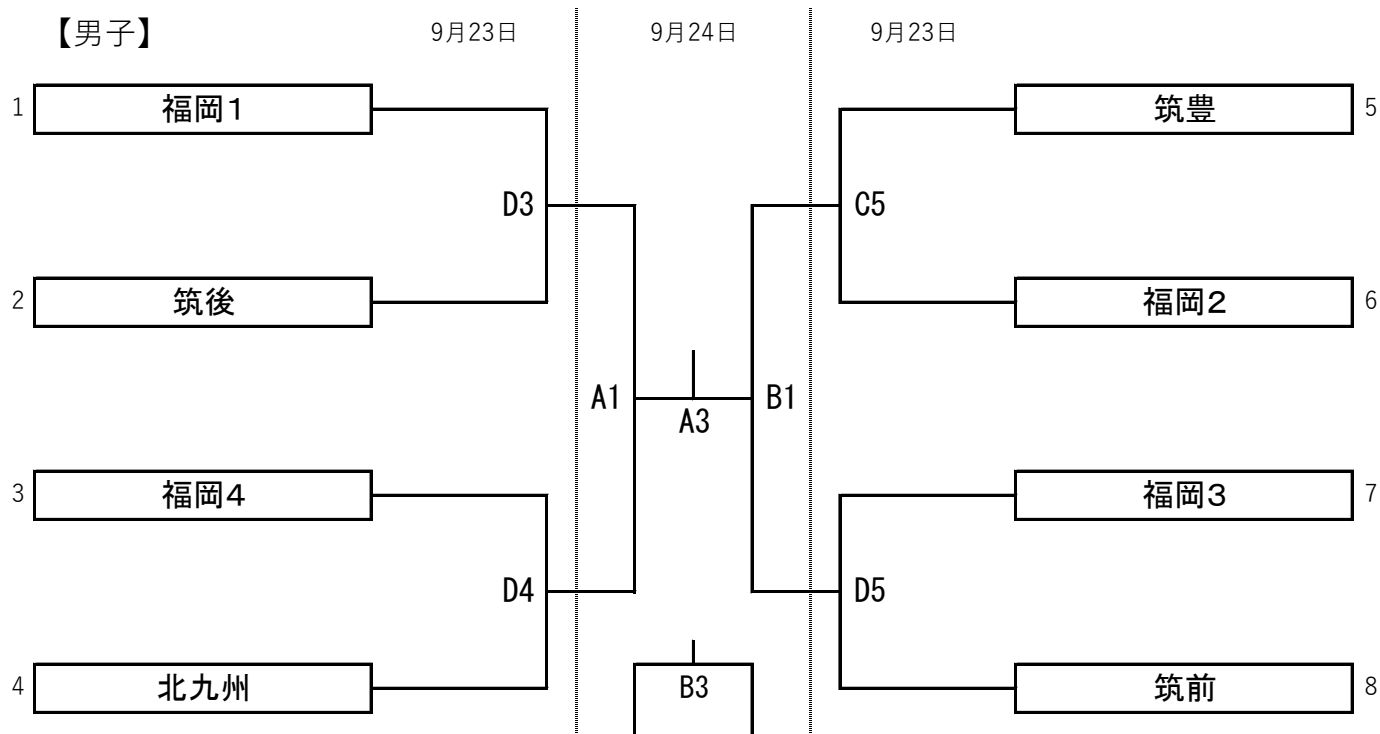 【男子】 9月23日 9月24日 9月23日
1 福岡1 筑豊 5
D3 C5
2 筑後 福岡2 6
A1 A3 B1
3 福岡4 福岡3 7
D4 D5
4 北九州 B3 筑前 8